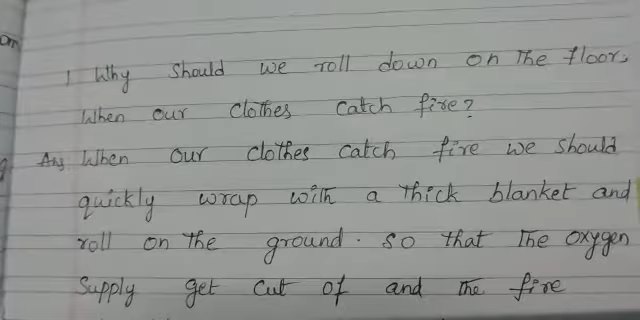 1 Why should we roll down on the floor,
When our clothes catch fire?
Ans When our clothes catch fire we should
quickly wrap with a thick blanket and
roll on the ground. so that the oxygen
Supply get cut of and the fire